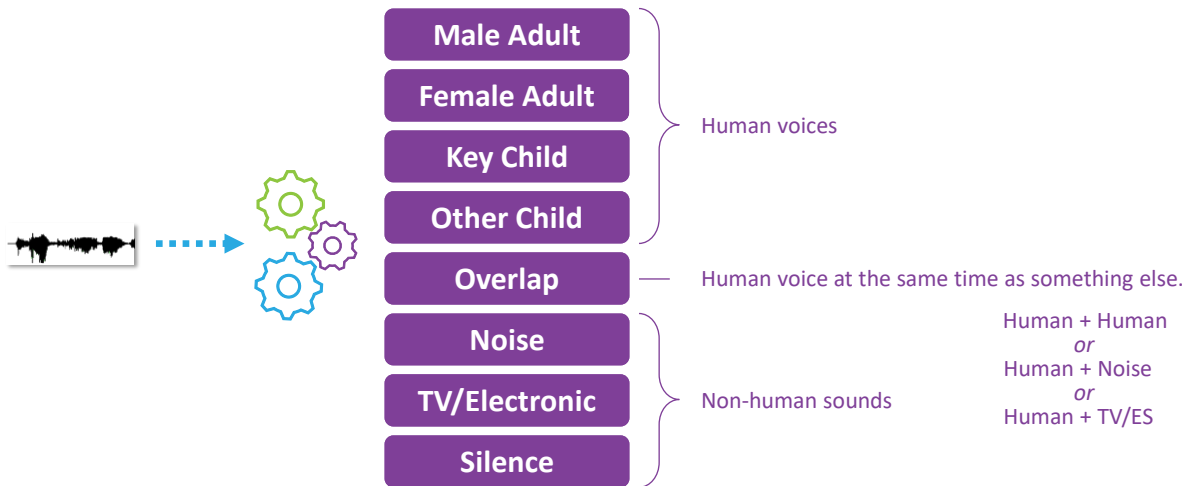 Male Adult
Female Adult
Key Child
Other Child
Human voices
Overlap
Human voice at the same time as something else.
Human + Human
or
Human + Noise
or
Human + TV/ES
Noise
TV/Electronic
Silence
Non-human sounds